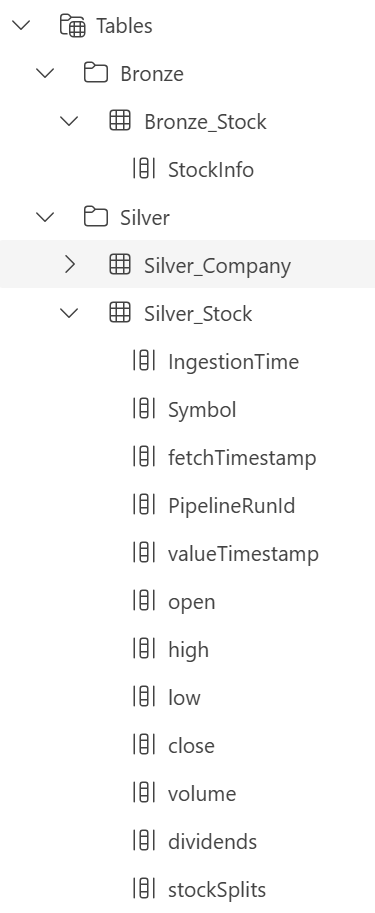 Tables
Bronze
Bronze_Stock
StockInfo
Silver
Silver_Company
Silver_Stock
IngestionTime
Symbol
fetchTimestamp
PipelineRunId
valueTimestamp
open
high
low
close
volume
dividends
stockSplits